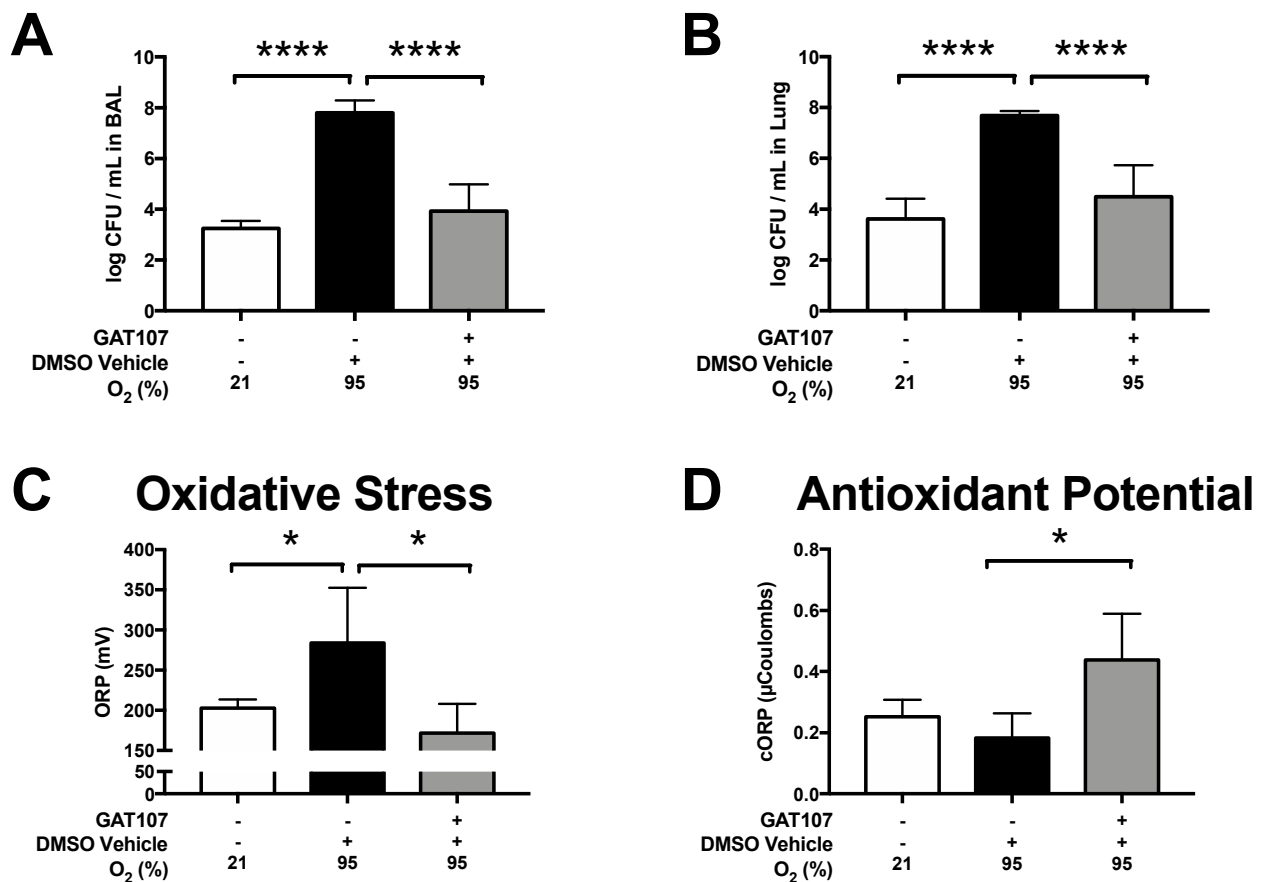 A
**** ****
log CFU / mL in BAL
10
8
6
4
2
0
GAT107 - - +
DMSO Vehicle - + +
O2 (%) 21 95 95
B
**** ****
log CFU / mL in Lung
10
8
6
4
2
0
GAT107 - - +
DMSO Vehicle - + +
O2 (%) 21 95 95
C Oxidative Stress
* *
ORP (mV)
400
350
300
250
200
150
50
0
GAT107 - - +
DMSO Vehicle - + +
O2 (%) 21 95 95
D Antioxidant Potential
*
cORP (µCoulombs)
0.8
0.6
0.4
0.2
0.0
GAT107 - - +
DMSO Vehicle - + +
O2 (%) 21 95 95